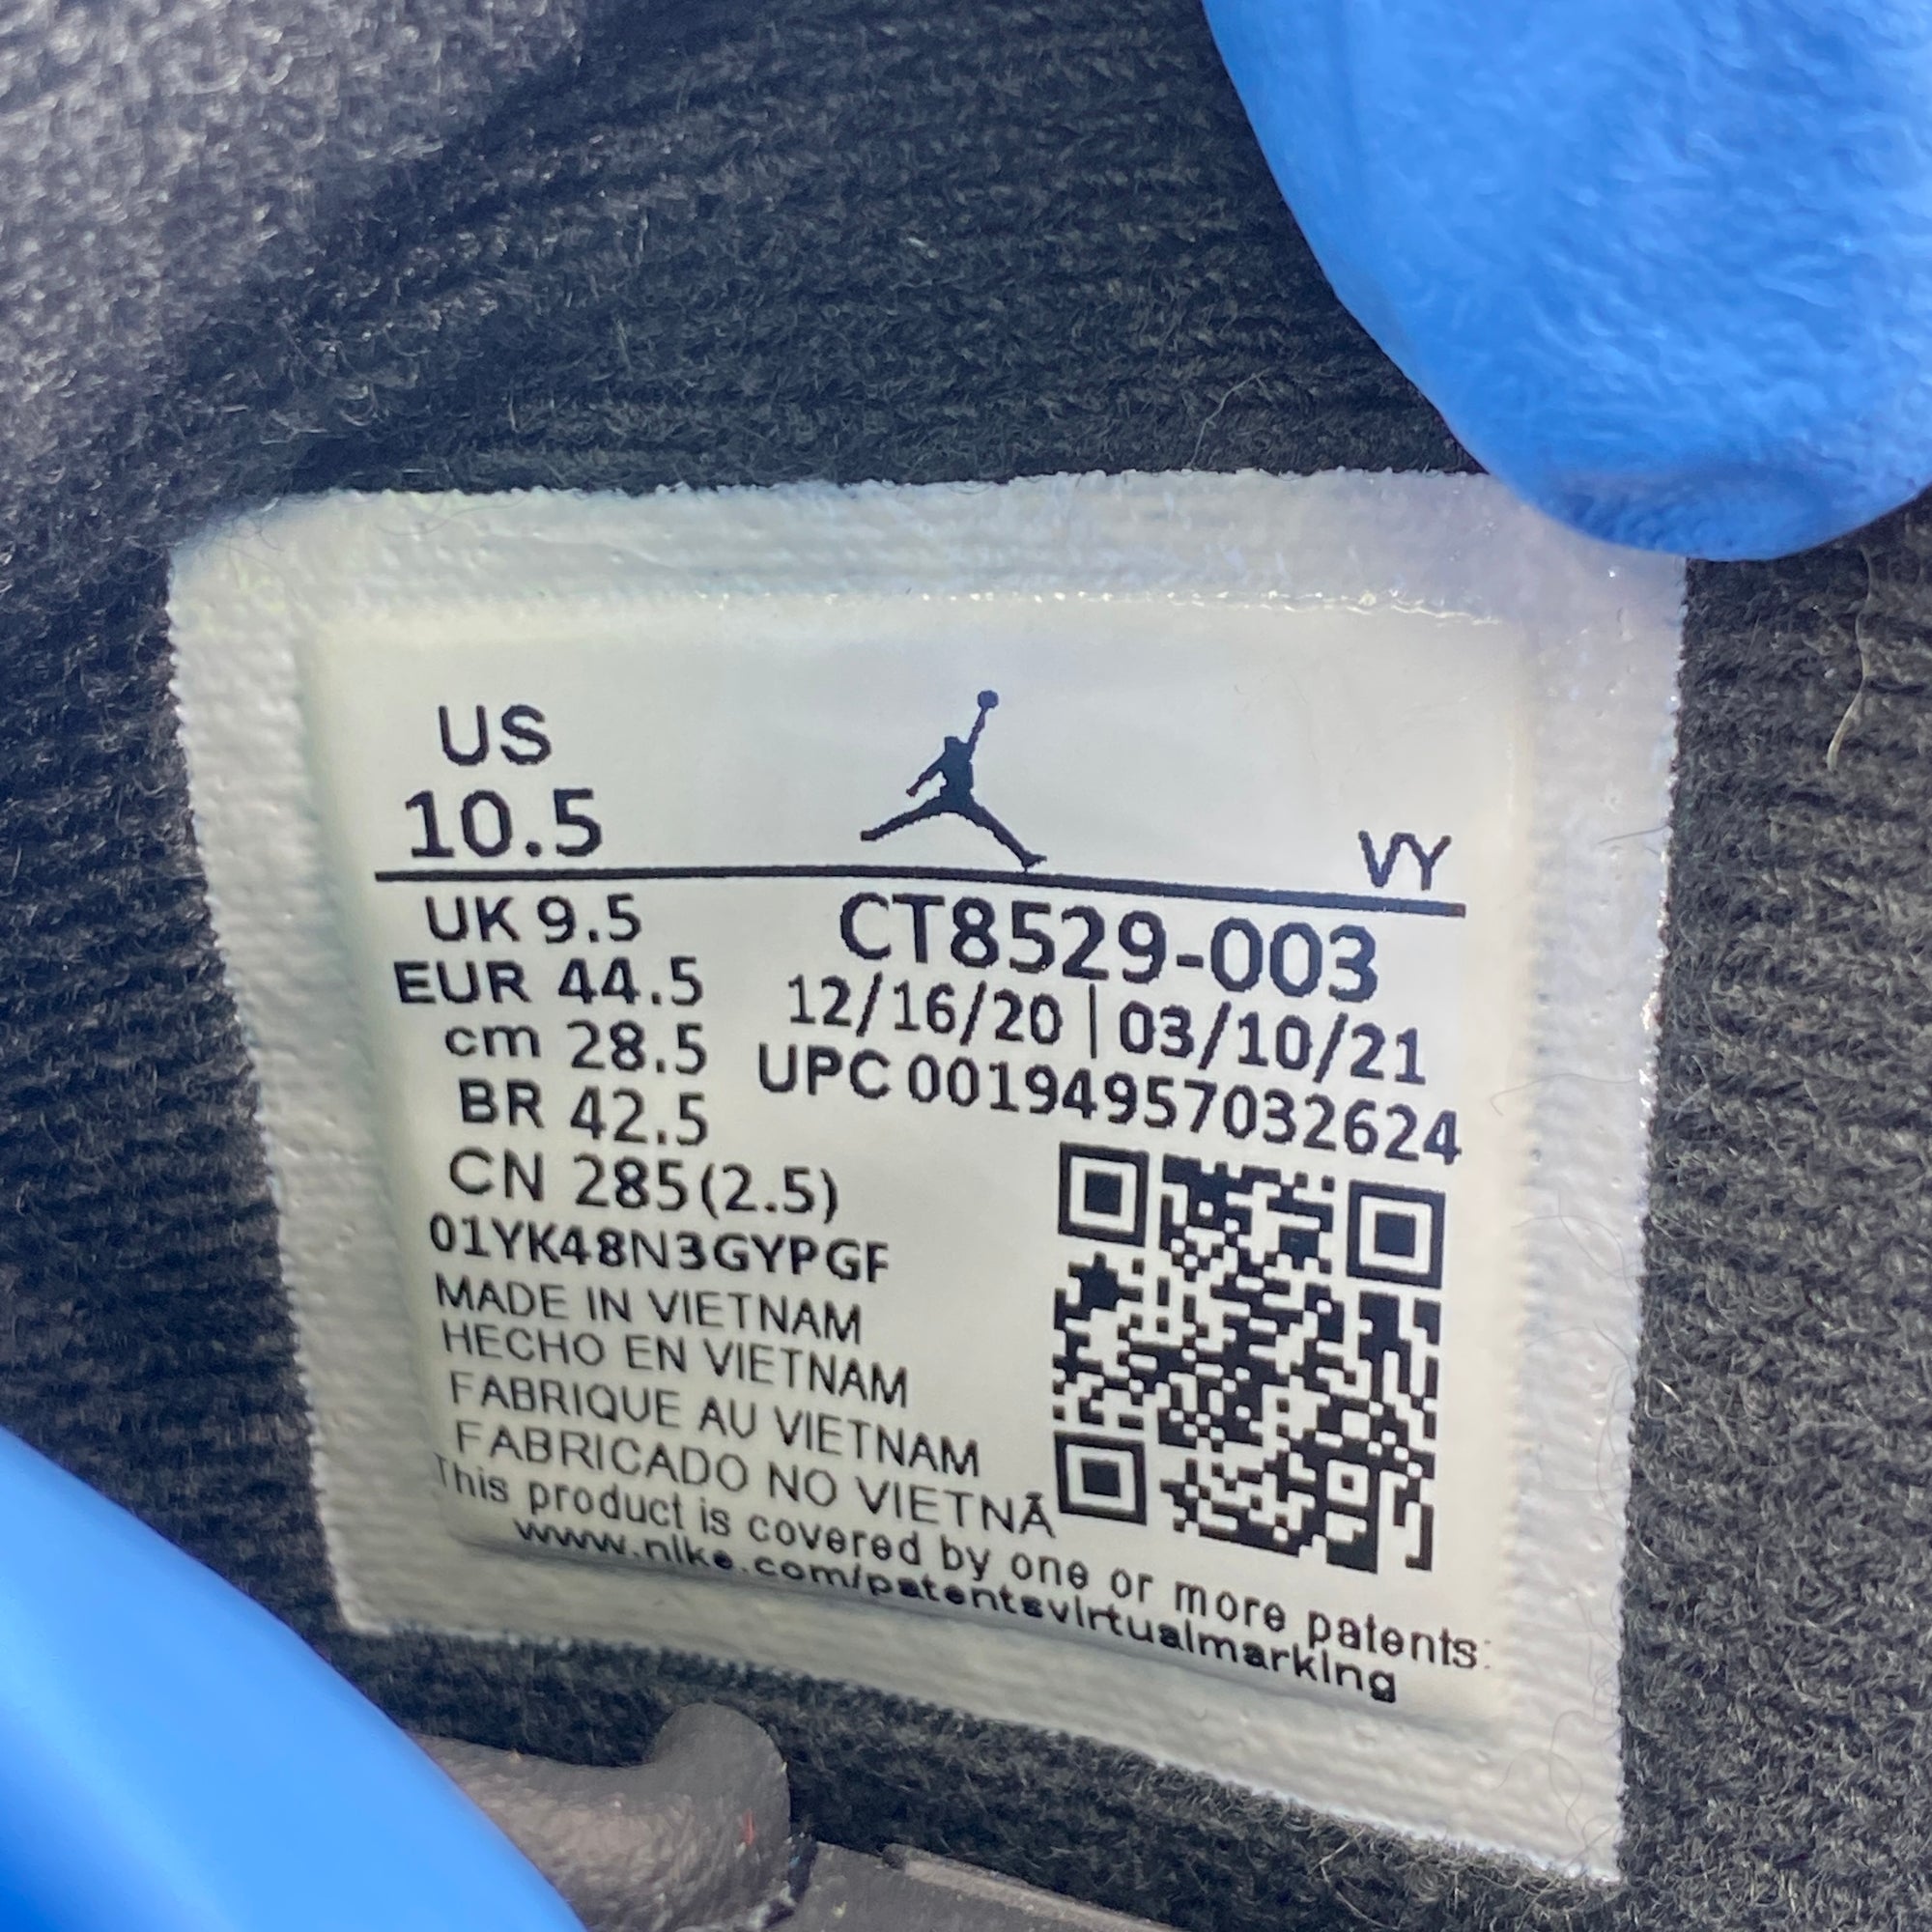 US
10.5
VY
UK 9.5
EUR 44.5
cm 28.5
BR 42.5
CN 285(2.5)
CT8529-003
12/16/20 | 03/10/21
UPC 00194957032624
01YK48N3GYPGF
MADE IN VIETNAM
HECHO EN VIETNAM
FABRIQUE AU VIETNAM
FABRICADO NO VIETNÃ
This product is covered by one or more patents:
www.nike.com/patentsvirtualmarking